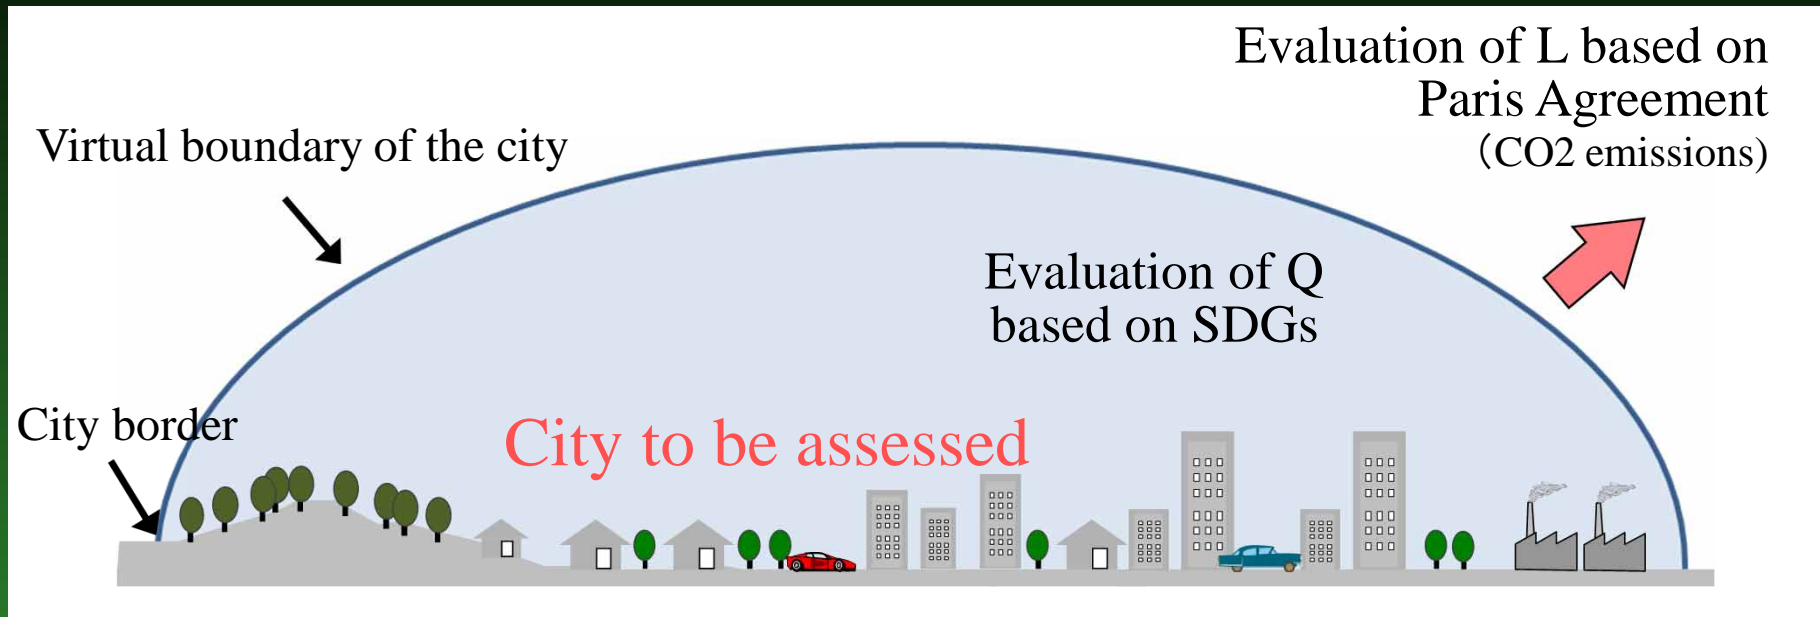 Evaluation of L based on
Paris Agreement
（CO2 emissions)
Virtual boundary of the city
Evaluation of Q
based on SDGs
City border
City to be assessed